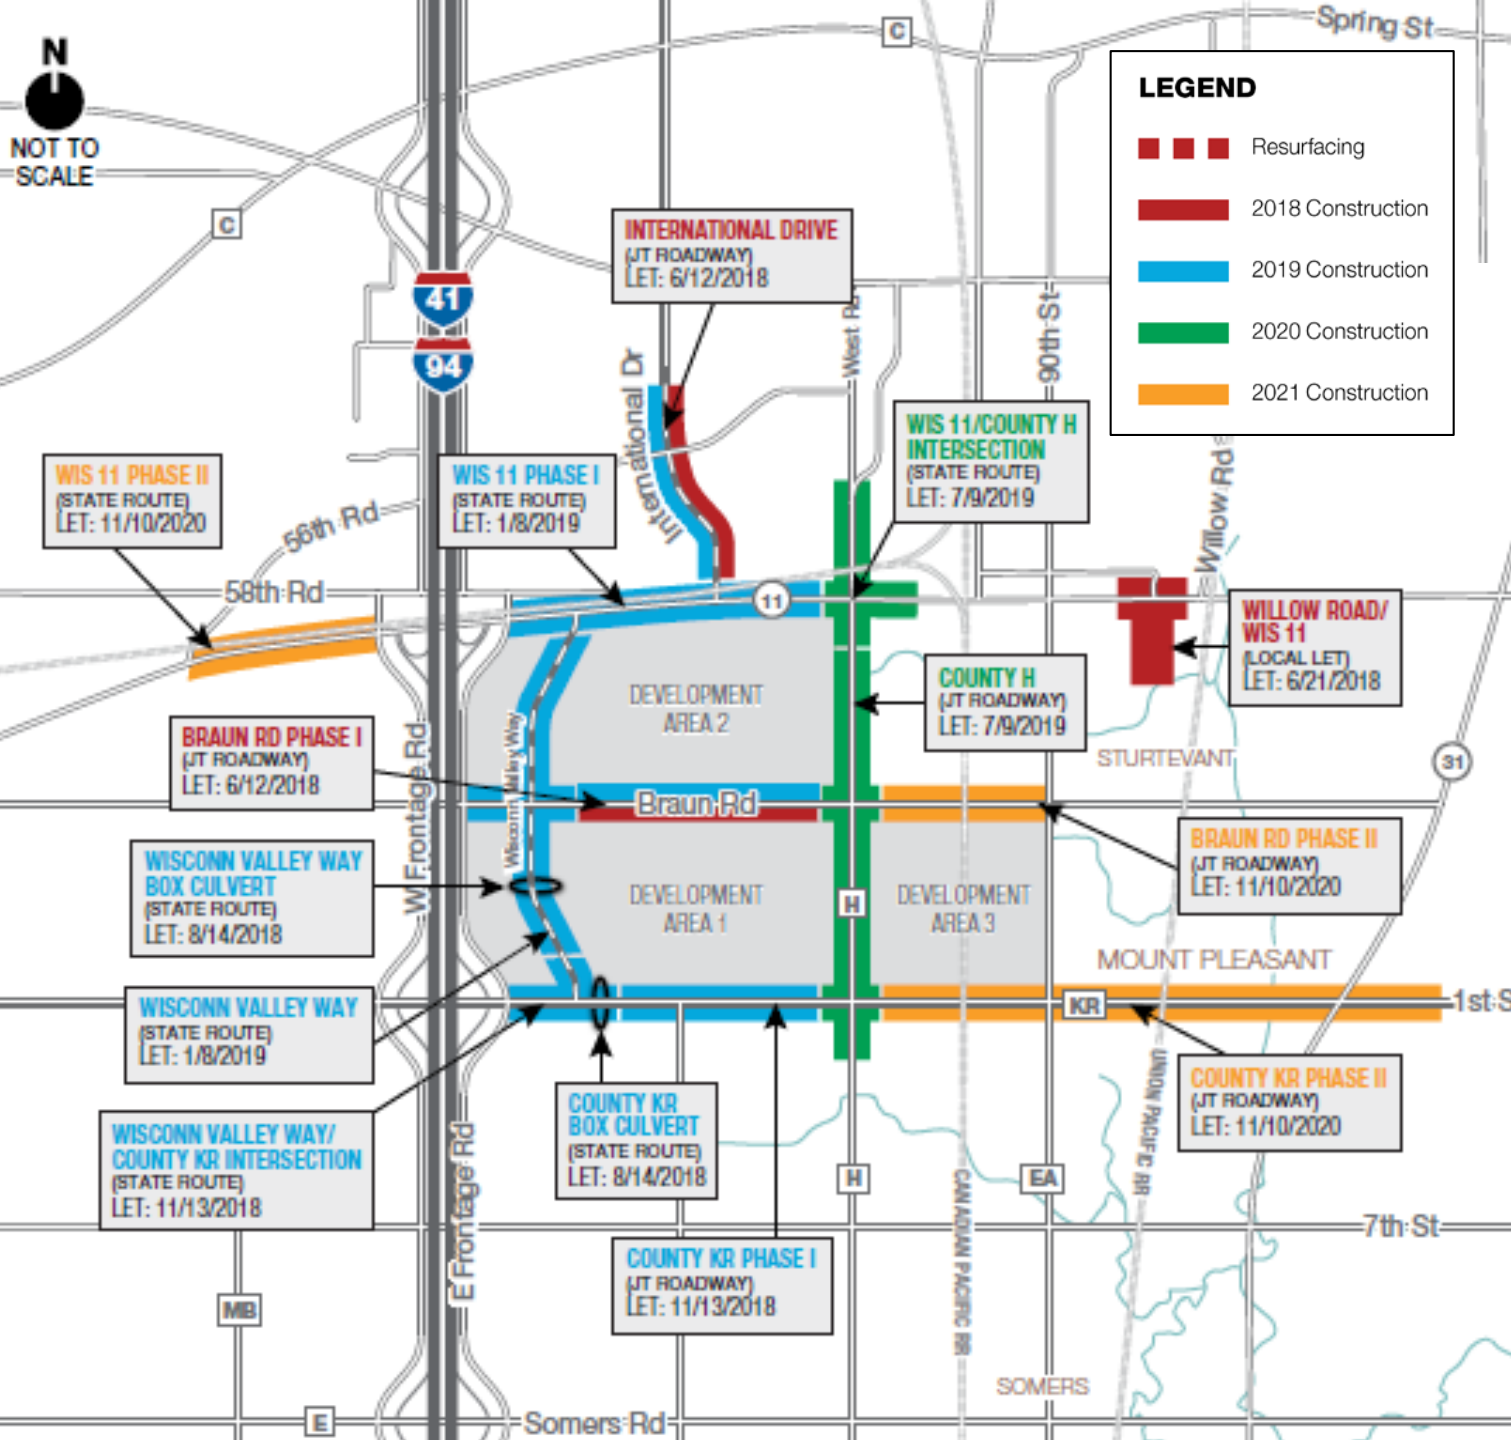 Spring St
C
N
NOT TO
SCALE
LEGEND
Resurfacing
2018 Construction
2019 Construction
2020 Construction
2021 Construction
C
INTERNATIONAL DRIVE
(JT ROADWAY)
LET: 6/12/2018
41
94
West Rd
90th St
International Dr
WIS 11/COUNTY H
INTERSECTION
(STATE ROUTE)
LET: 7/9/2019
WIS 11 PHASE II
(STATE ROUTE)
LET: 11/10/2020
WIS 11 PHASE I
(STATE ROUTE)
LET: 1/8/2019
56th Rd
58th Rd
Willow Rd
11
WILLOW ROAD/
WIS 11
(LOCAL LET)
LET: 6/21/2018
COUNTY H
(JT ROADWAY)
LET: 7/9/2019
DEVELOPMENT
AREA 2
BRAUN RD PHASE I
(JT ROADWAY)
LET: 6/12/2018
W Frontage Rd
Wisconn Valley Way
STURTEVANT
31
Braun Rd
BRAUN RD PHASE II
(JT ROADWAY)
LET: 11/10/2020
WISCONN VALLEY WAY
BOX CULVERT
(STATE ROUTE)
LET: 8/14/2018
DEVELOPMENT
AREA 1
H
DEVELOPMENT
AREA 3
MOUNT PLEASANT
WISCONN VALLEY WAY
(STATE ROUTE)
LET: 1/8/2019
KR
1st S
COUNTY KR PHASE II
(JT ROADWAY)
LET: 11/10/2020
UNION PACIFIC RR
WISCONN VALLEY WAY/
COUNTY KR INTERSECTION
(STATE ROUTE)
LET: 11/13/2018
COUNTY KR
BOX CULVERT
(STATE ROUTE)
LET: 8/14/2018
E Frontage Rd
H
EA
CANADIAN PACIFIC RR
7th St
COUNTY KR PHASE I
(JT ROADWAY)
LET: 11/13/2018
MB
SOMERS
E
Somers Rd